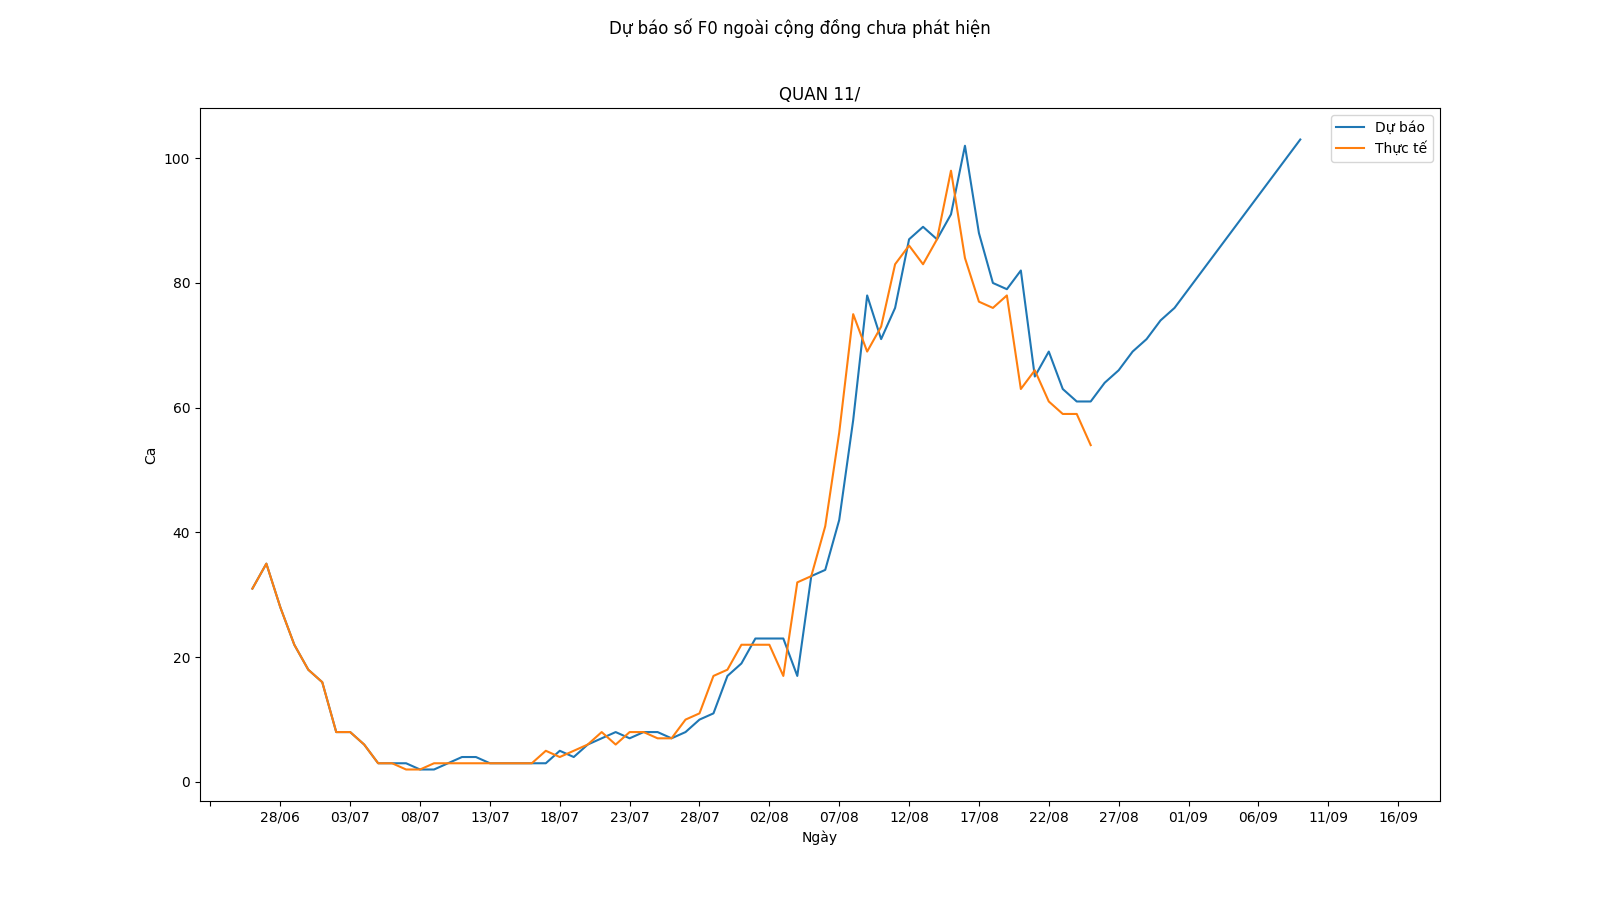 Dự báo số F0 ngoài cộng đồng chưa phát hiện
QUAN 11/
Dự báo
Thực tế
Ca
100
80
60
40
20
0
28/06 03/07 08/07 13/07 18/07 23/07 28/07 02/08 07/08 12/08 17/08 22/08 27/08 01/09 06/09 11/09 16/09
Ngày